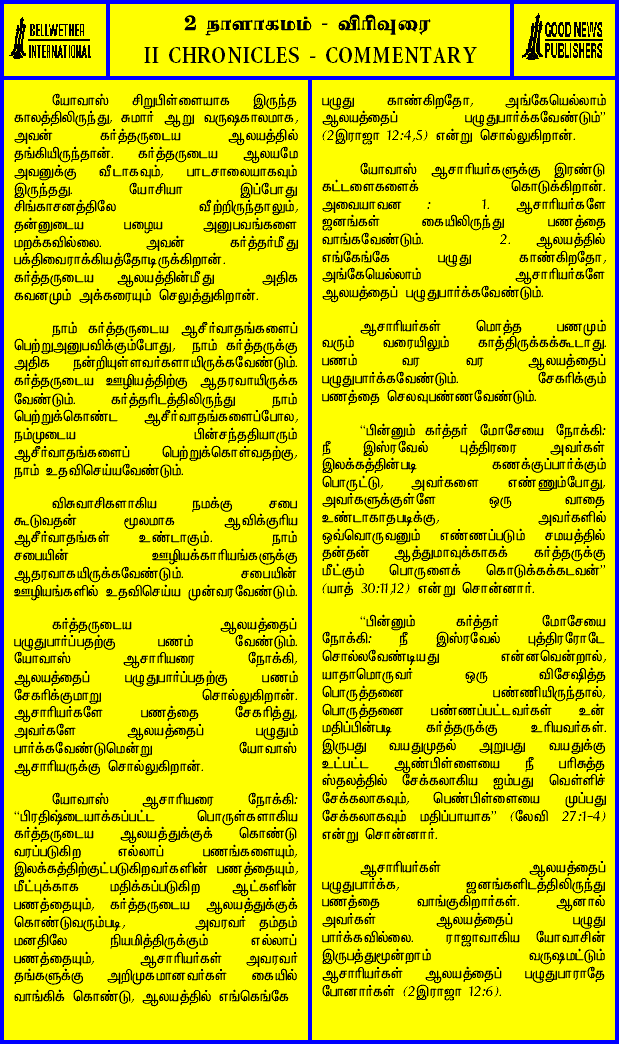 BELLWETHER
INTERNATIONAL
2 நாளாகமம் - விரிவுரை
II CHRONICLES - COMMENTARY
GOOD NEWS
PUBLISHERS
யோவாஸ் சிறுபிள்ளையாக இருந்த
காலத்திலிருந்து, சுமார் ஆறு வருஷகாலமாக,
அவன் கர்த்தருடைய ஆலயத்தில்
தங்கியிருந்தான். கர்த்தருடைய ஆலயமே
அவனுக்கு வீடாகவும், பாடசாலையாகவும்
இருந்தது. யோசியா இப்போது
சிங்காசனத்திலே வீற்றிருந்தாலும்,
தன்னுடைய பழைய அனுபவங்களை
மறக்கவில்லை. அவன் கர்த்தர்மீது
பக்திவைராக்கியத்தோடிருக்கிறான்.
கர்த்தருடைய ஆலயத்தின்மீது அதிக
கவனமும் அக்கரையும் செலுத்துகிறான்.
நாம் கர்த்தருடைய ஆசீர்வாதங்களைப்
பெற்றுஅனுபவிக்கும்போது, நாம் கர்த்தருக்கு
அதிக நன்றியுள்ளவர்களாயிருக்கவேண்டும்.
கர்த்தருடைய ஊழியத்திற்கு ஆதரவாயிருக்க
வேண்டும். கர்த்தரிடத்திலிருந்து நாம்
பெற்றுக்கொண்ட ஆசீர்வாதங்களைப்போல,
நம்முடைய பின்சந்ததியாரும்
ஆசீர்வாதங்களைப் பெற்றுக்கொள்வதற்கு,
நாம் உதவிசெய்யவேண்டும்.
விசுவாசிகளாகிய நமக்கு சபை
கூடுவதன் மூலமாக ஆவிக்குரிய
ஆசீர்வாதங்கள் உண்டாகும். நாம்
சபையின் ஊழியக்காரியங்களுக்கு
ஆதரவாகயிருக்கவேண்டும். சபையின்
ஊழியங்களில் உதவிசெய்ய முன்வரவேண்டும்.
கர்த்தருடைய ஆலயத்தைப்
பழுதுபார்ப்பதற்கு பணம் வேண்டும்.
யோவாஸ் ஆசாரியரை நோக்கி,
ஆலயத்தைப் பழுதுபார்ப்பதற்கு பணம்
சேகரிக்குமாறு சொல்லுகிறான்.
ஆசாரியர்களே பணத்தை சேகரித்து,
அவர்களே ஆலயத்தைப் பழுதும்
பார்க்கவேண்டுமென்று யோவாஸ்
ஆசாரியருக்கு சொல்லுகிறான்.
யோவாஸ் ஆசாரியரை நோக்கி:
“பிரதிஷ்டையாக்கப்பட்ட பொருள்களாகிய
கர்த்தருடைய ஆலயத்துக்குக் கொண்டு
வரப்படுகிற எல்லாப் பணங்களையும்,
இலக்கத்திற்குட்படுகிறவர்களின் பணத்தையும்,
மீட்புக்காக மதிக்கப்படுகிற ஆட்களின்
பணத்தையும், கர்த்தருடைய ஆலயத்துக்குக்
கொண்டுவரும்படி, அவரவர் தம்தம்
மனதிலே நியமித்திருக்கும் எல்லாப்
பணத்தையும், ஆசாரியர்கள் அவரவர்
தங்களுக்கு அறிமுகமானவர்கள் கையில்
வாங்கிக் கொண்டு, ஆலயத்தில் எங்கெங்கே
பழுது காண்கிறதோ, அங்கேயெல்லாம்
ஆலயத்தைப் பழுதுபார்க்கவேண்டும்”
(2இராஜா 12:4,5) என்று சொல்லுகிறான்.
யோவாஸ் ஆசாரியர்களுக்கு இரண்டு
கட்டளைகளைக் கொடுக்கிறான்.
அவையாவன : 1. ஆசாரியர்களே
ஜனங்கள் கையிலிருந்து பணத்தை
வாங்கவேண்டும். 2. ஆலயத்தில்
எங்கேங்கே பழுது காண்கிறதோ,
அங்கேயெல்லாம் ஆசாரியர்களே
ஆலயத்தைப் பழுதுபார்க்கவேண்டும்.
ஆசாரியர்கள் மொத்த பணமும்
வரும் வரையிலும் காத்திருக்கக்கூடாது.
பணம் வர வர ஆலயத்தைப்
பழுதுபார்க்கவேண்டும். சேகரிக்கும்
பணத்தை செலவுபண்ணவேண்டும்.
“பின்னும் கர்த்தர் மோசேயை நோக்கி:
நீ இஸ்ரவேல் புத்திரரை அவர்கள்
இலக்கத்தின்படி கணக்குப்பார்க்கும்
பொருட்டு, அவர்களை எண்ணும்போது,
அவர்களுக்குள்ளே ஒரு வாதை
உண்டாகாதபடிக்கு, அவர்களில்
ஒவ்வொருவனும் எண்ணப்படும் சமயத்தில்
தன்தன் ஆத்துமாவுக்காகக் கர்த்தருக்கு
மீட்கும் பொருளைக் கொடுக்கக்கடவன்”
(யாத் 30:11,12) என்று சொன்னார்.
“பின்னும் கர்த்தர் மோசேயை
நோக்கி: நீ இஸ்ரவேல் புத்திரரோடே
சொல்லவேண்டியது என்னவென்றால்,
யாதாமொருவர் ஒரு விசேஷித்த
பொருத்தனை பண்ணியிருந்தால்,
பொருத்தனை பண்ணப்பட்டவர்கள் உன்
மதிப்பின்படி கர்த்தருக்கு உரியவர்கள்.
இருபது வயதுமுதல் அறுபது வயதுக்கு
உட்பட்ட ஆண்பிள்ளையை நீ பரிசுத்த
ஸ்தலத்தில் சேக்கலாகிய ஐம்பது வெள்ளிச்
சேக்கலாகவும், பெண்பிள்ளையை முப்பது
சேக்கலாகவும் மதிப்பாயாக” (லேவி 27:1-4)
என்று சொன்னார்.
ஆசாரியர்கள் ஆலயத்தைப்
பழுதுபார்க்க, ஜனங்களிடத்திலிருந்து
பணத்தை வாங்குகிறார்கள். ஆனால்
அவர்கள் ஆலயத்தைப் பழுது
பார்க்கவில்லை. ராஜாவாகிய யோவாசின்
இருபத்துமூன்றாம் வருஷமட்டும்
ஆசாரியர்கள் ஆலயத்தைப் பழுதுபாராதே
போனார்கள் (2இராஜா 12:6).